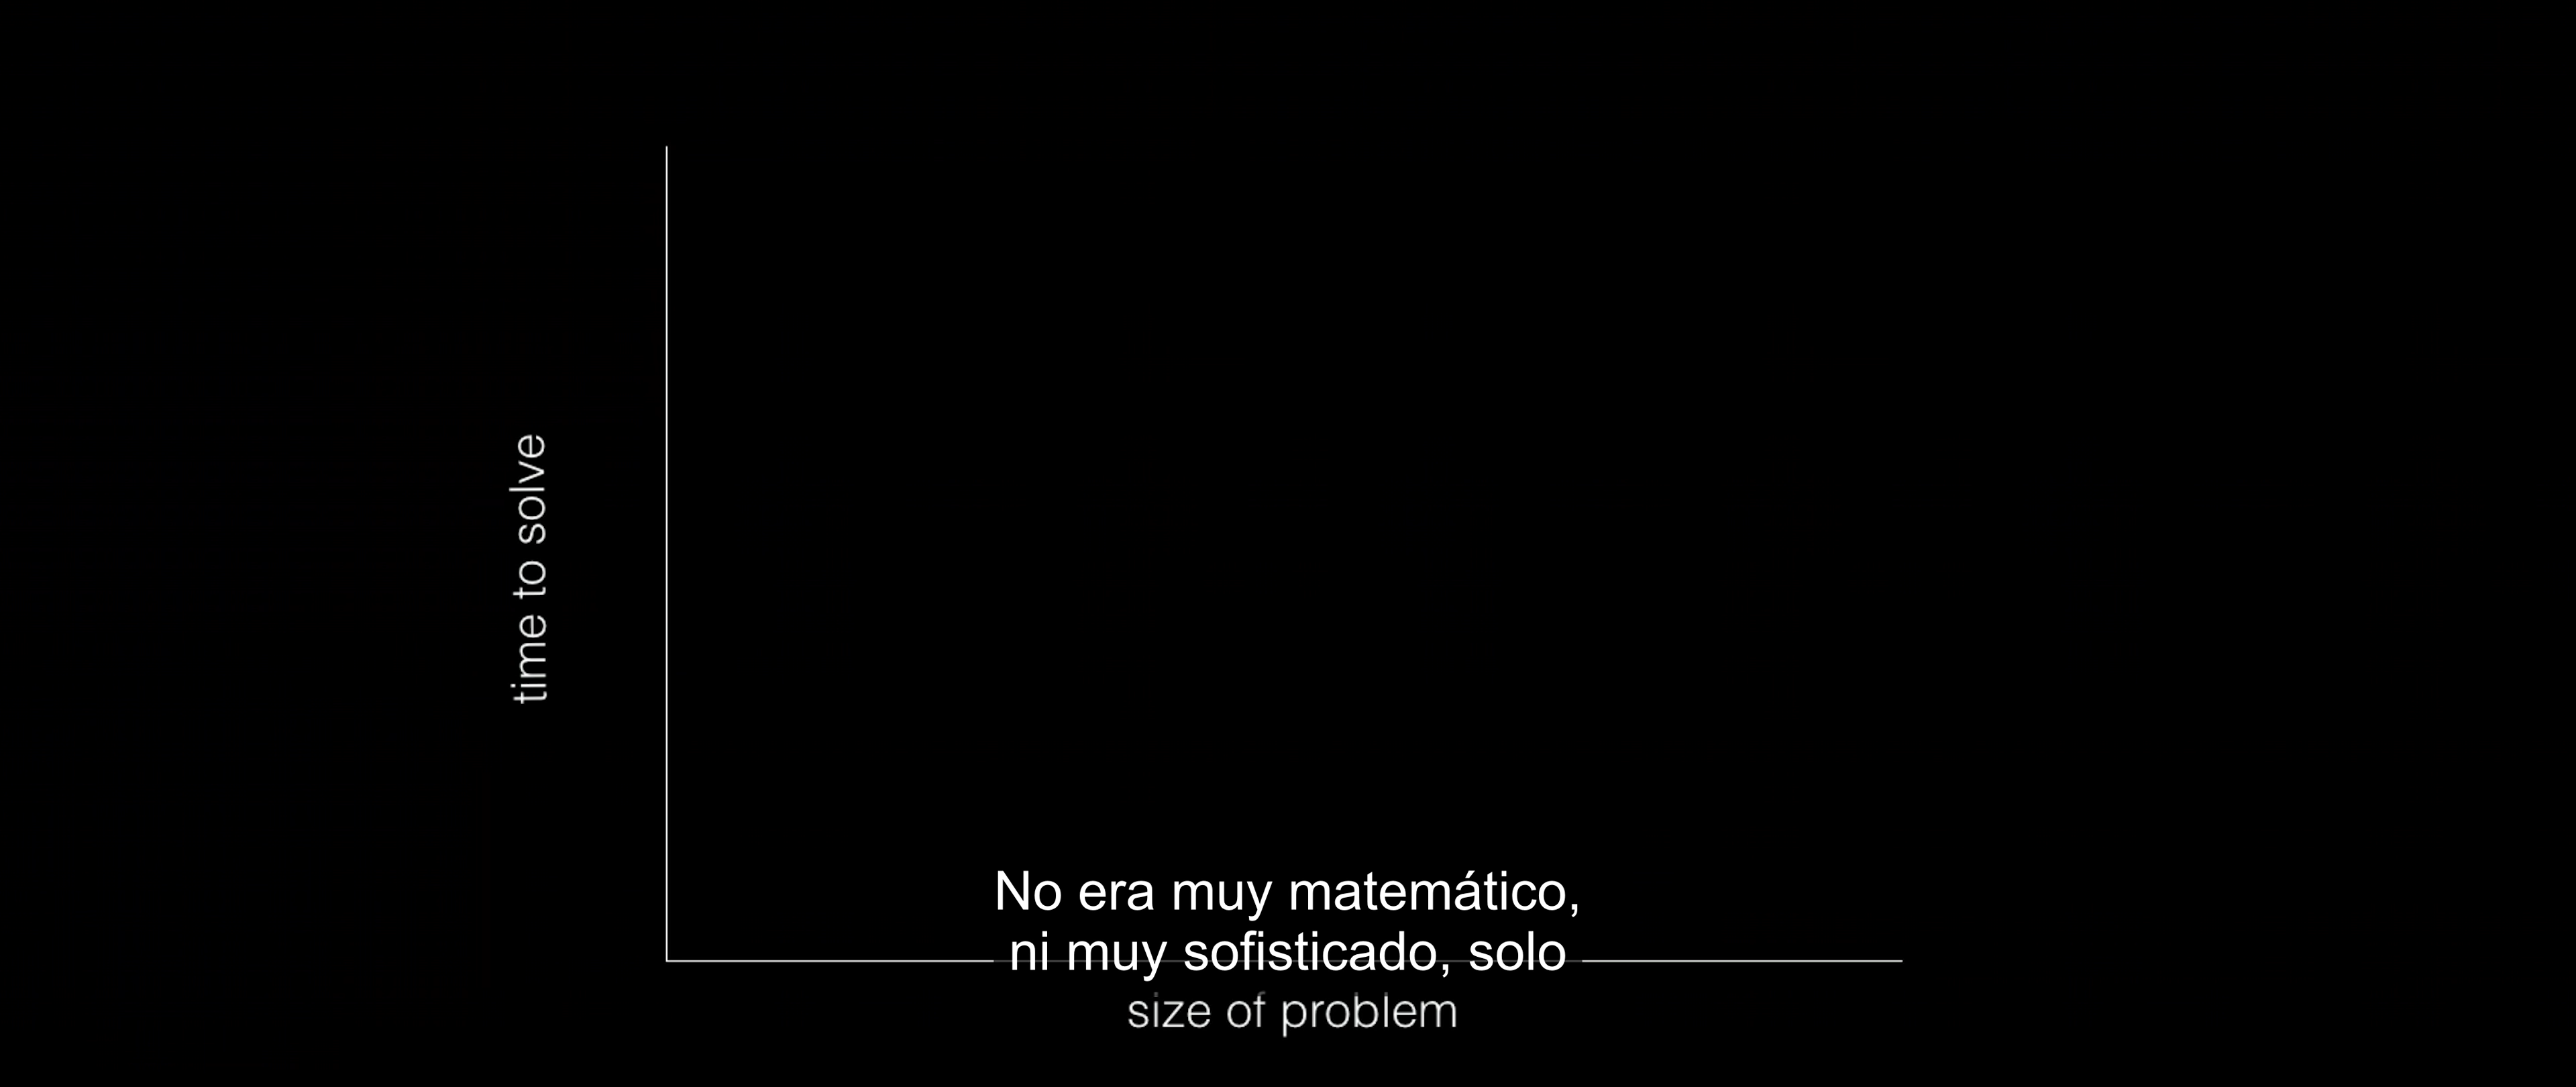 time to solve
No era muy matemático,
ni muy sofisticado, solo
size of problem